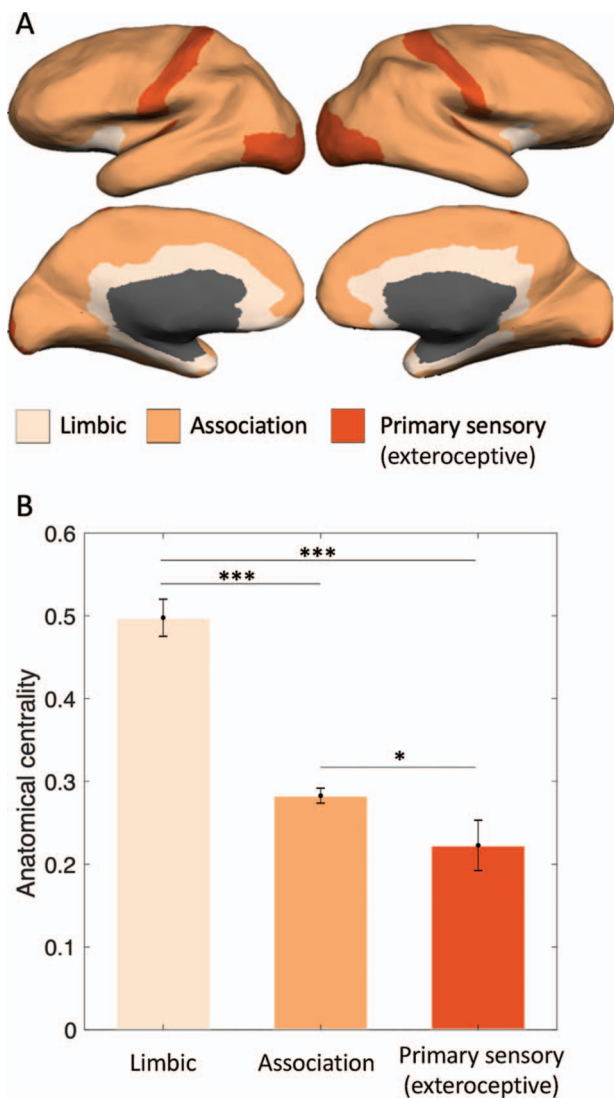 A
Limbic
Association
Primary sensory
(exteroceptive)
B
Anatomical centrality
0.6
0.5
0.4
0.3
0.2
0.1
0
***
***
*
Limbic
Association
Primary sensory
(exteroceptive)